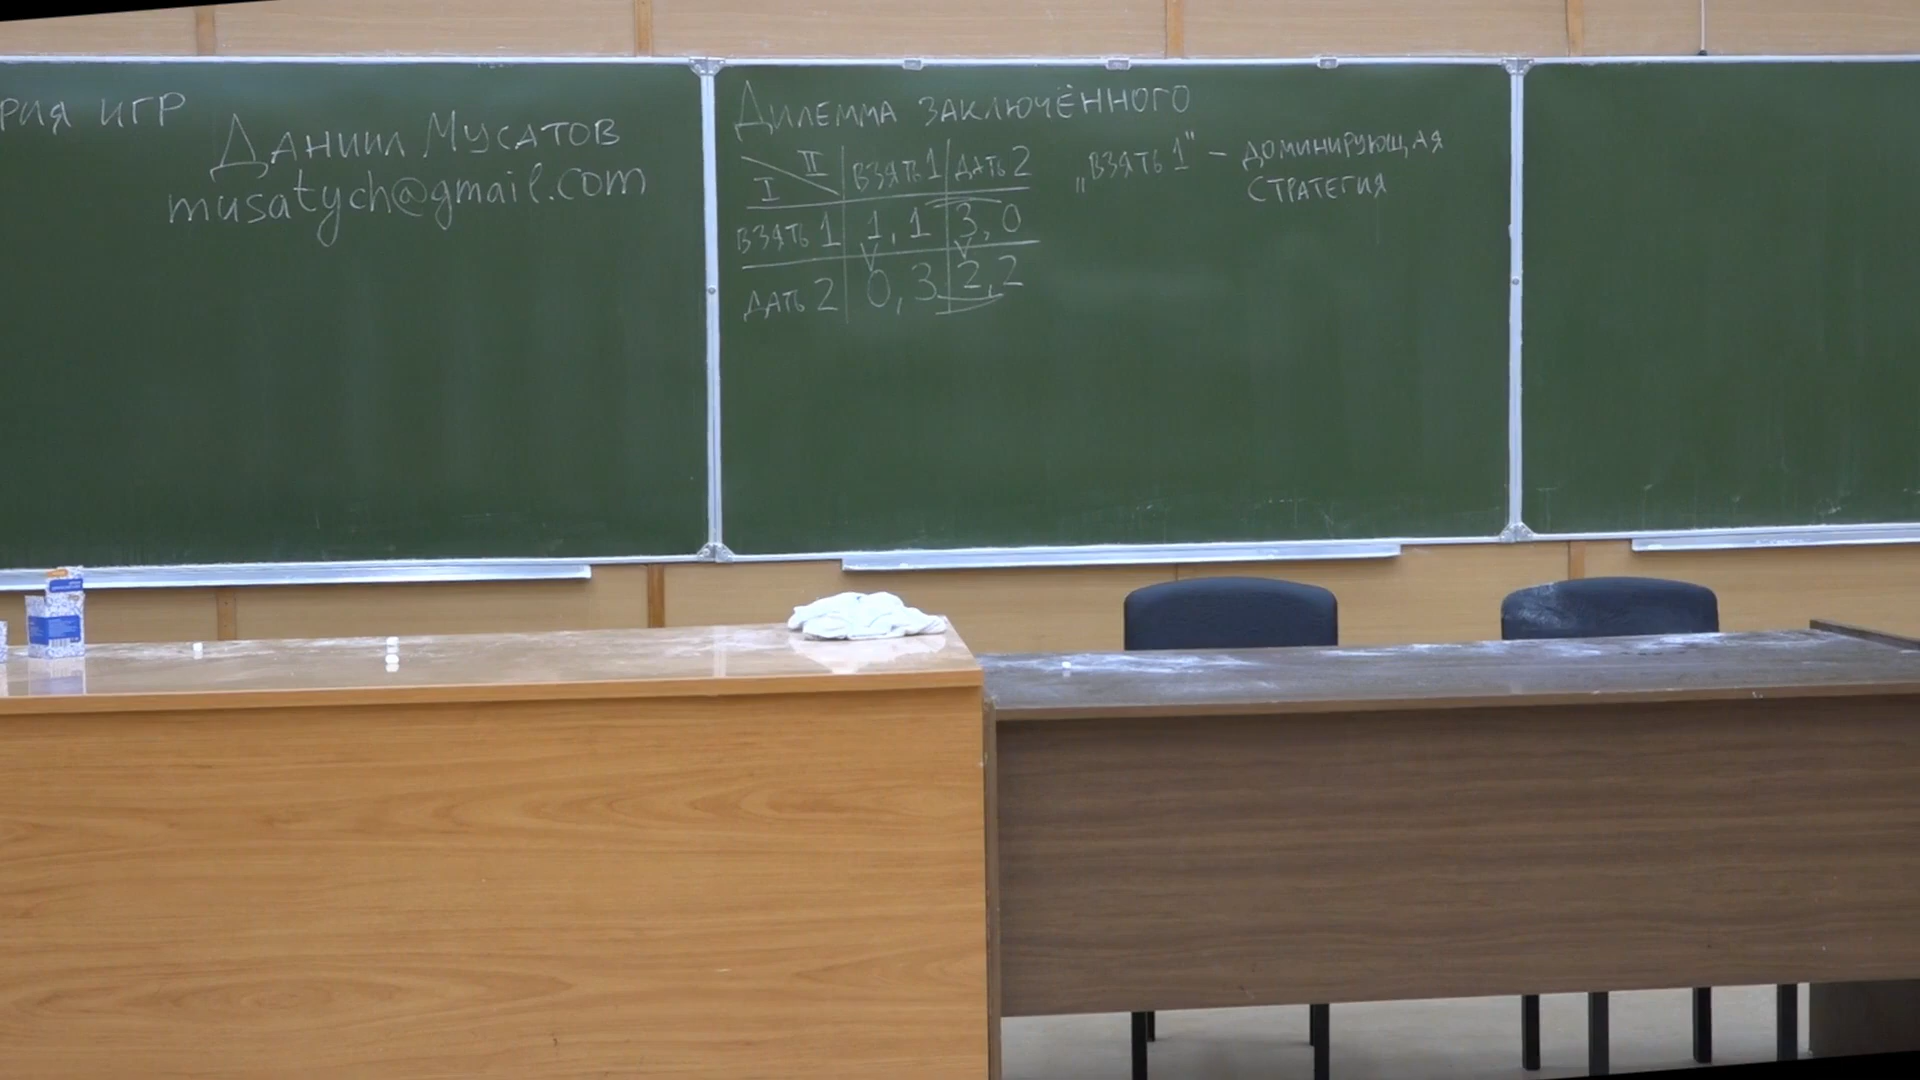 РИЯ ИГР
ДАНИИЛ МУСАТОВ
musatych@gmail.com
ДИЛЕММА ЗАКЛЮЧЁННОГО
I II ВЗЯТЬ 1 ДАТЬ 2
ВЗЯТЬ 1 1, 1 3, 0
ДАТЬ 2 0, 3 2, 2
„ВЗЯТЬ 1" – ДОМИНИРУЮЩАЯ
СТРАТЕГИЯ